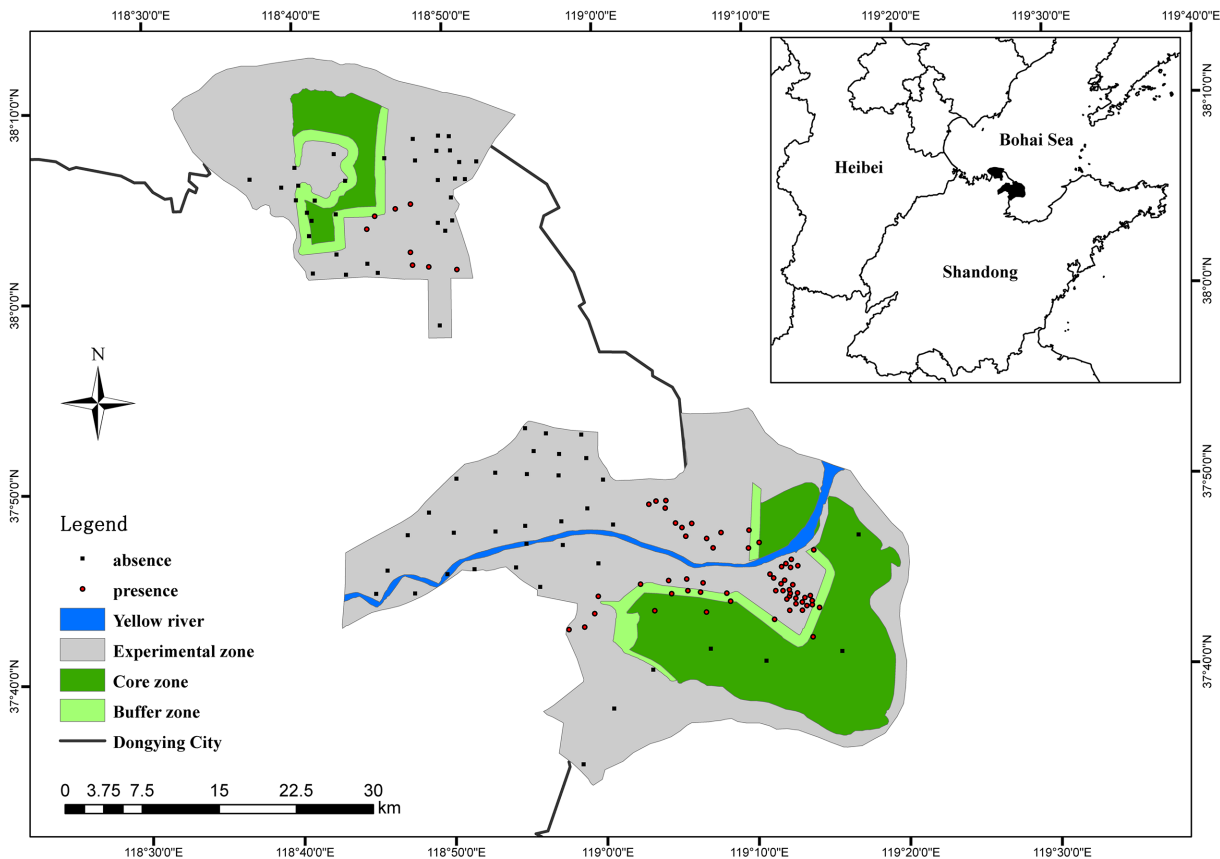 118°30'0"E 118°40'0"E 118°50'0"E 119°0'0"E 119°10'0"E 119°20'0"E 119°30'0"E 119°40'0"E
38°10'0"N
38°0'0"N
37°50'0"N
37°40'0"N
38°10'0"N
38°0'0"N
37°50'0"N
37°40'0"N
Bohai Sea
Heibei
Shandong
N
Legend
absence
presence
Yellow river
Experimental zone
Core zone
Buffer zone
Dongying City
0 3.75 7.5 15 22.5 30
km
118°30'0"E 118°40'0"E 118°50'0"E 119°0'0"E 119°10'0"E 119°20'0"E 119°30'0"E